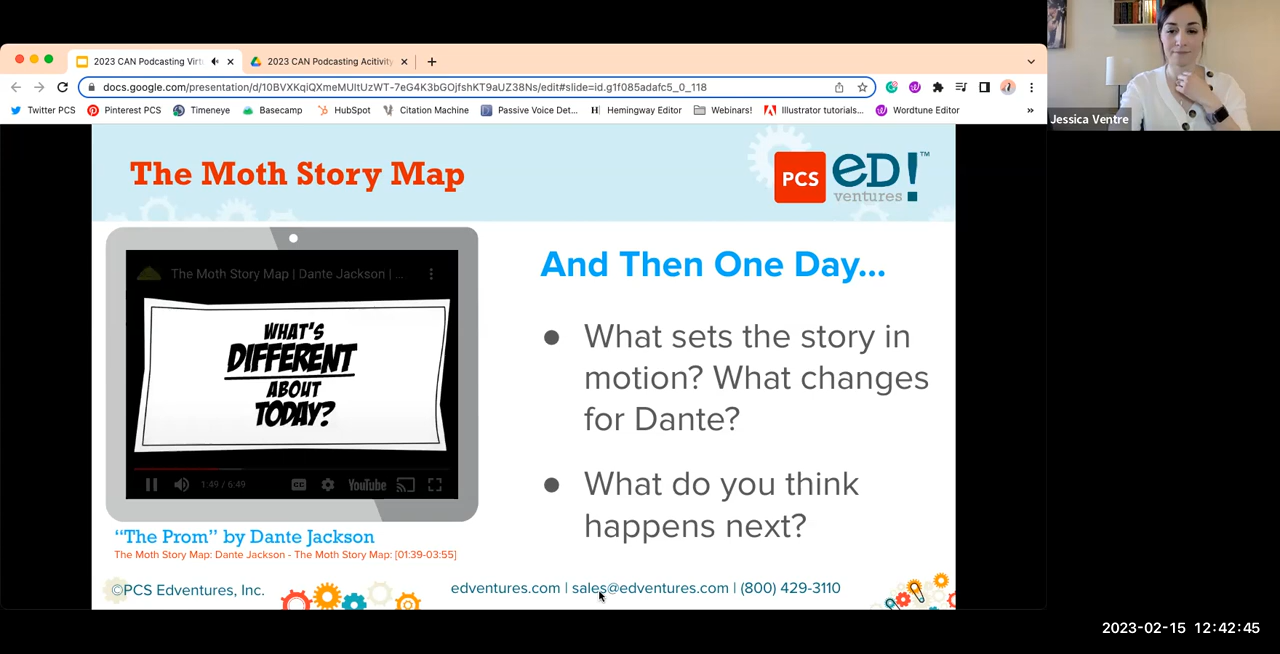 2023 CAN Podcasting Virtu
2023 CAN Podcasting Acitivity
docs.google.com/presentation/d/10BVXKqiQXmeMUltUzWT-7eG4K3bGOjfshKT9aUZ38Ns/edit#slide=id.g1f085adafc5_0_118
Twitter PCS
Pinterest PCS
Timeneye
Basecamp
HubSpot
Citation Machine
Passive Voice Det...
Hemingway Editor
Webinars!
Illustrator tutorials...
Wordtune Editor
»
Jessica Ventre
The Moth Story Map
PCS
eD!™
ventures
The Moth Story Map | Dante Jackson | ...
WHAT'S
DIFFERENT
ABOUT
TODAY?
1:49 / 6:49
CC
YouTube
And Then One Day...
● What sets the story in
motion? What changes
for Dante?
● What do you think
happens next?
“The Prom” by Dante Jackson
The Moth Story Map: Dante Jackson - The Moth Story Map: [01:39-03:55]
©PCS Edventures, Inc.
edventures.com | sales@edventures.com | (800) 429-3110
2023-02-15 12:42:45